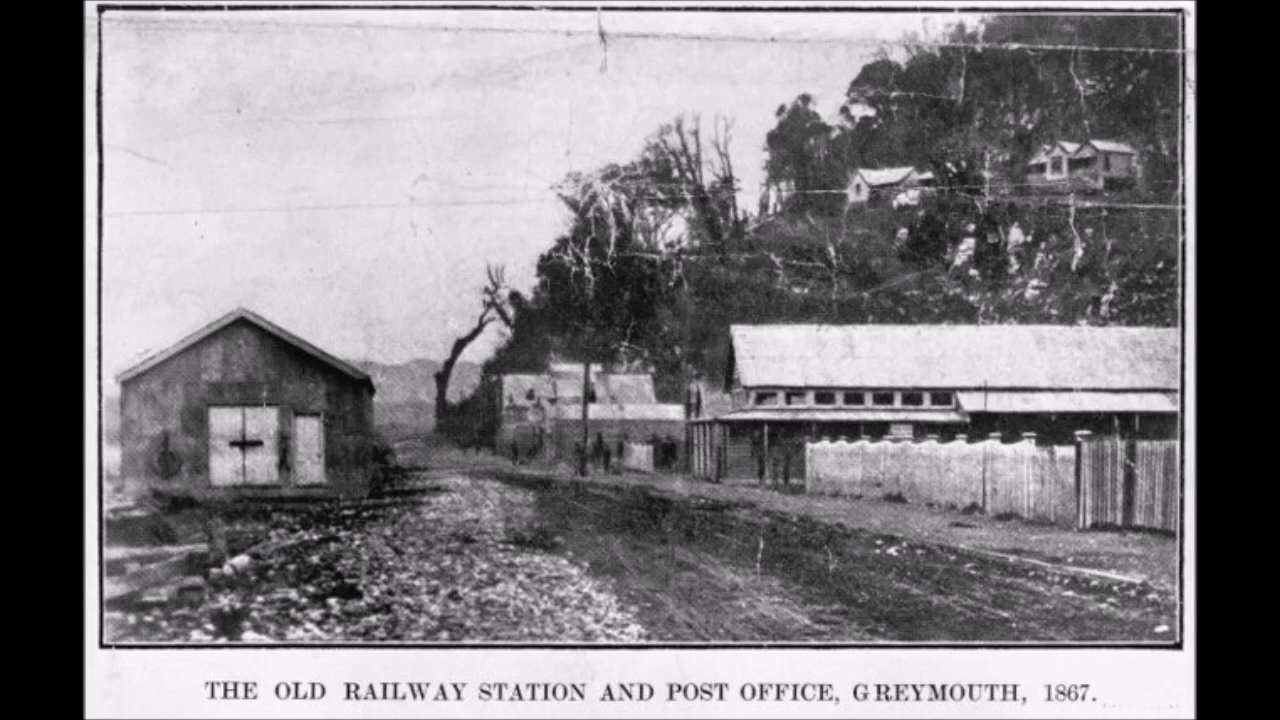 THE OLD RAILWAY STATION AND POST OFFICE, GREYMOUTH, 1867.